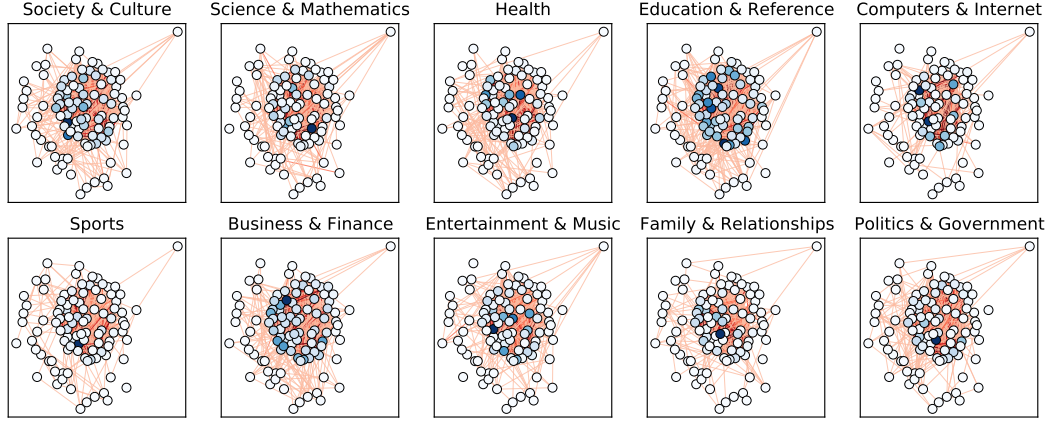 Society & Culture
Science & Mathematics
Health
Education & Reference
Computers & Internet
Sports
Business & Finance
Entertainment & Music
Family & Relationships
Politics & Government